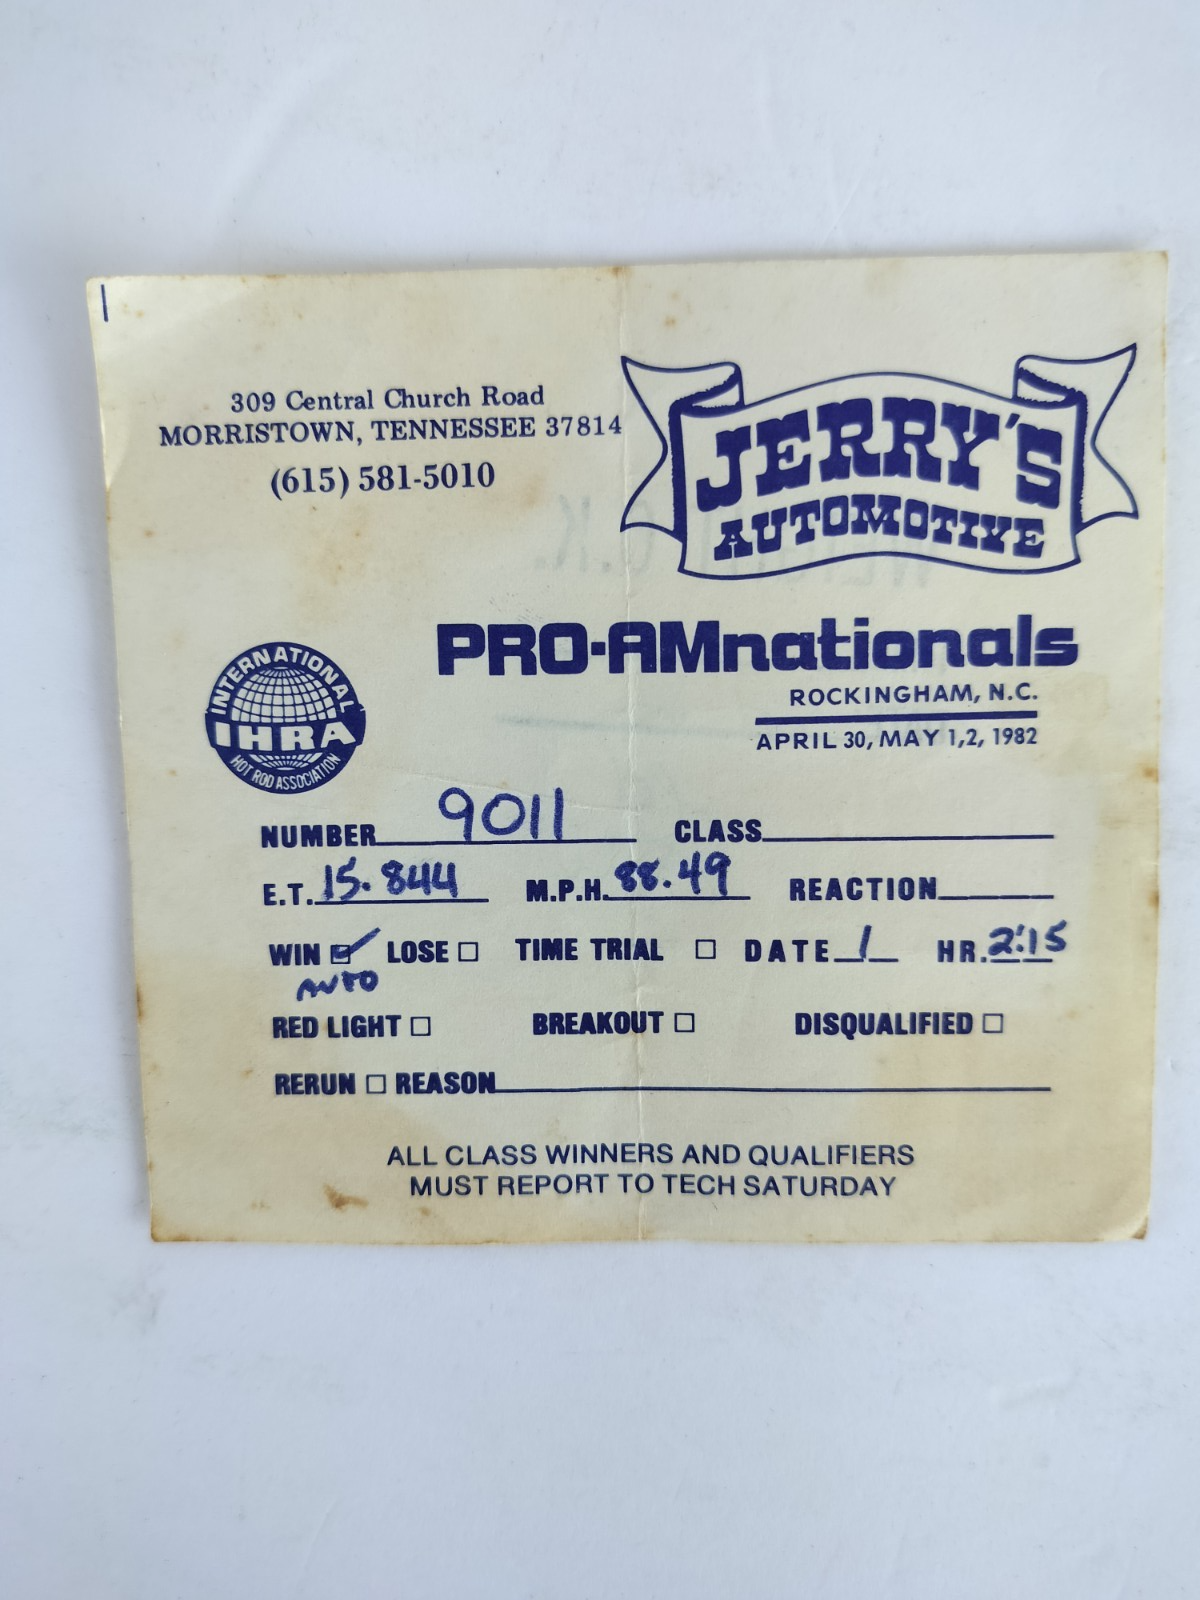 309 Central Church Road
MORRISTOWN, TENNESSEE 37814
(615) 581-5010
JERRY'S
AUTOMOTIVE
PRO-AMnationals
ROCKINGHAM, N.C.
APRIL 30, MAY 1,2, 1982
INTERNATIONAL
IHRA
HOT ROD ASSOCIATION
NUMBER 9011 CLASS
E.T. 15.844 M.P.H. 88.49 REACTION
WIN ☑ LOSE ☐ TIME TRIAL ☐ DATE 1 HR. 2:15
AUTO
RED LIGHT ☐ BREAKOUT ☐ DISQUALIFIED ☐
RERUN ☐ REASON
ALL CLASS WINNERS AND QUALIFIERS
MUST REPORT TO TECH SATURDAY